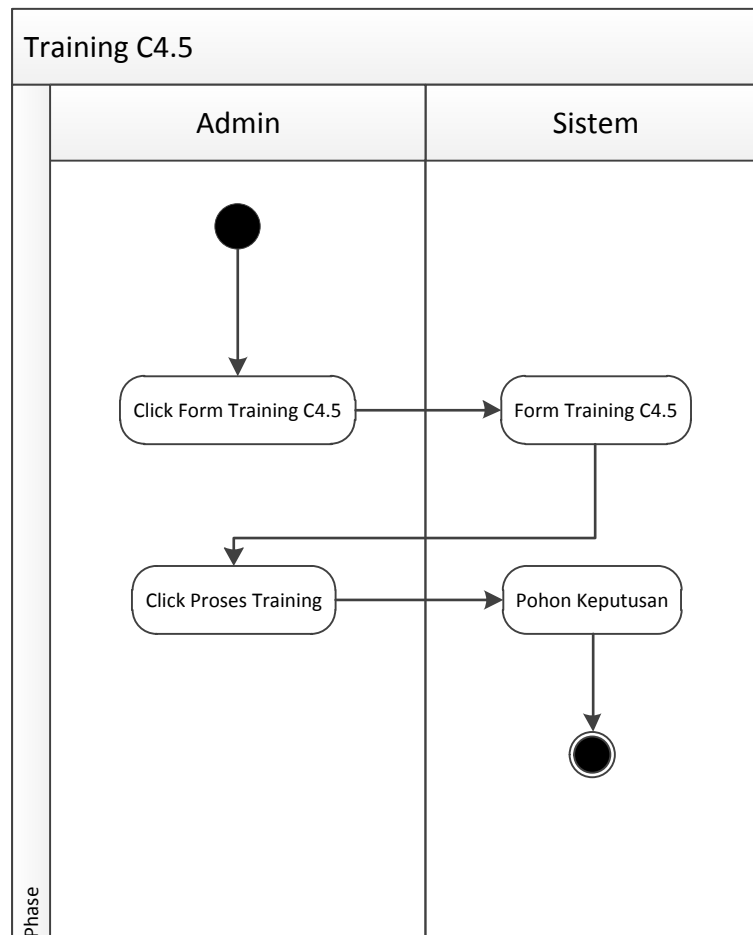 Training C4.5
Admin
Sistem
Click Form Training C4.5
Form Training C4.5
Click Proses Training
Pohon Keputusan
Phase